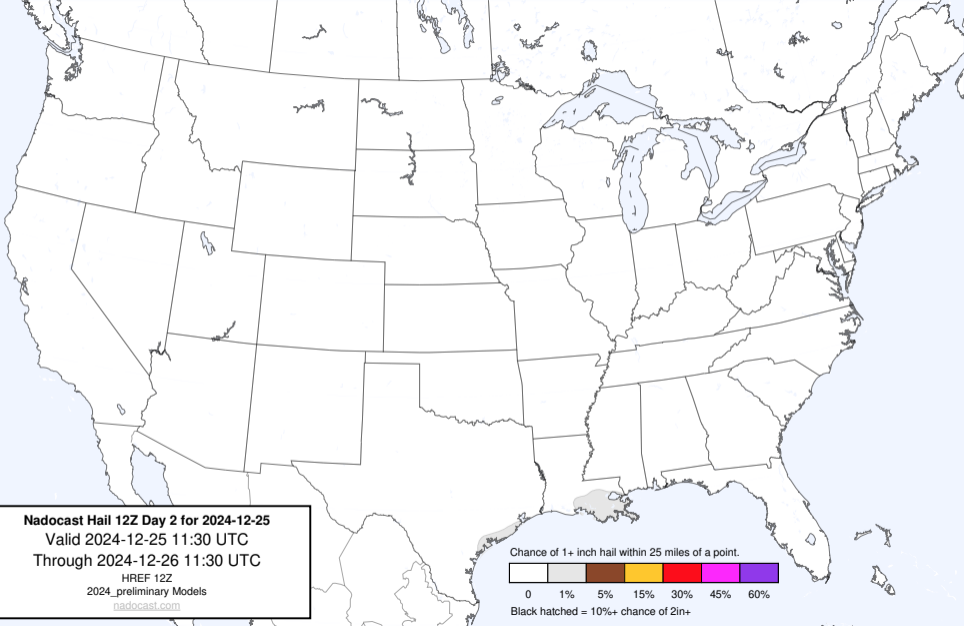 Nadocast Hail 12Z Day 2 for 2024-12-25
Valid 2024-12-25 11:30 UTC
Through 2024-12-26 11:30 UTC
HREF 12Z
2024_preliminary Models
nadocast.com
Chance of 1+ inch hail within 25 miles of a point.
0 1% 5% 15% 30% 45% 60%
Black hatched = 10%+ chance of 2in+